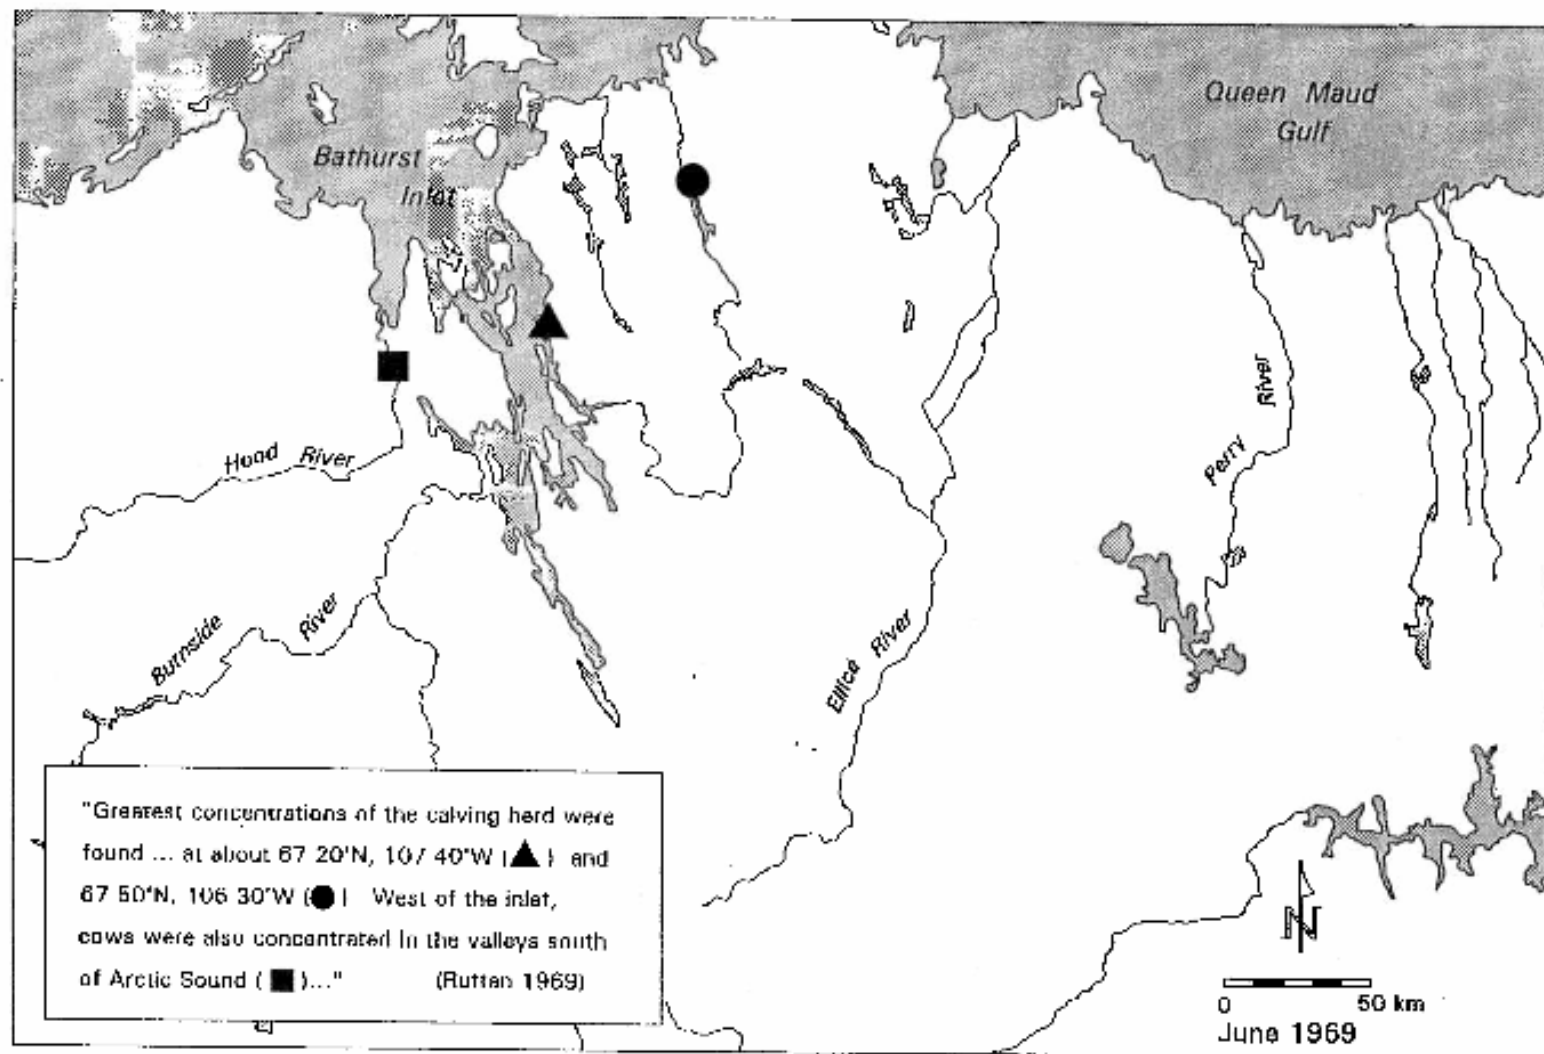 Queen Maud
Gulf
Bathurst
Inlet
River
Hood River
Perry
River
Burnside
River
Ellice
"Greatest concentrations of the calving herd were
found ... at about 67 20'N, 107 40'W (▲) and
67 50'N, 106 30'W (●) West of the inlet,
cows were also concentrated in the valleys south
of Arctic Sound (■)..." (Ruttan 1969)
N
0 50 km
June 1969